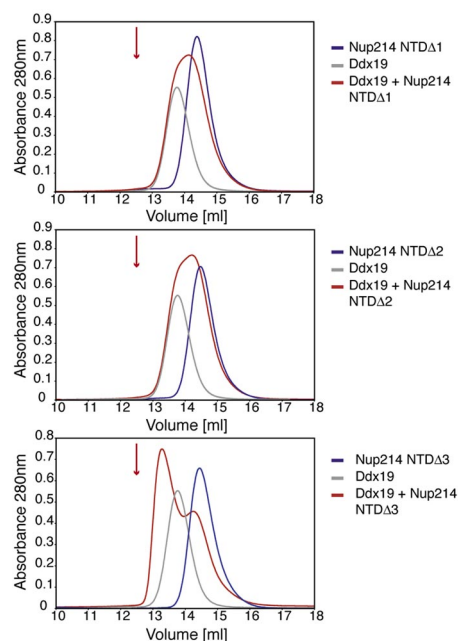 Absorbance 280nm
0.9
0.8
0.7
0.6
0.5
0.4
0.3
0.2
0.1
0
10 11 12 13 14 15 16 17 18
Volume [ml]
Nup214 NTDΔ1
Ddx19
Ddx19 + Nup214
NTDΔ1
Absorbance 280nm
0.9
0.8
0.7
0.6
0.5
0.4
0.3
0.2
0.1
0
10 11 12 13 14 15 16 17 18
Volume [ml]
Nup214 NTDΔ2
Ddx19
Ddx19 + Nup214
NTDΔ2
Absorbance 280nm
0.8
0.7
0.6
0.5
0.4
0.3
0.2
0.1
0
10 11 12 13 14 15 16 17 18
Volume [ml]
Nup214 NTDΔ3
Ddx19
Ddx19 + Nup214
NTDΔ3